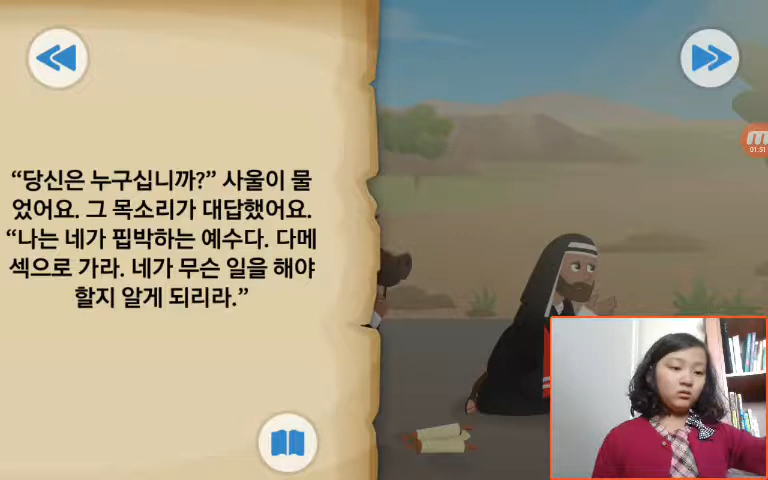 “당신은 누구십니까?” 사울이 물
었어요. 그 목소리가 대답했어요.
“나는 네가 핍박하는 예수다. 다메
섹으로 가라. 네가 무슨 일을 해야
할지 알게 되리라.”
01:51